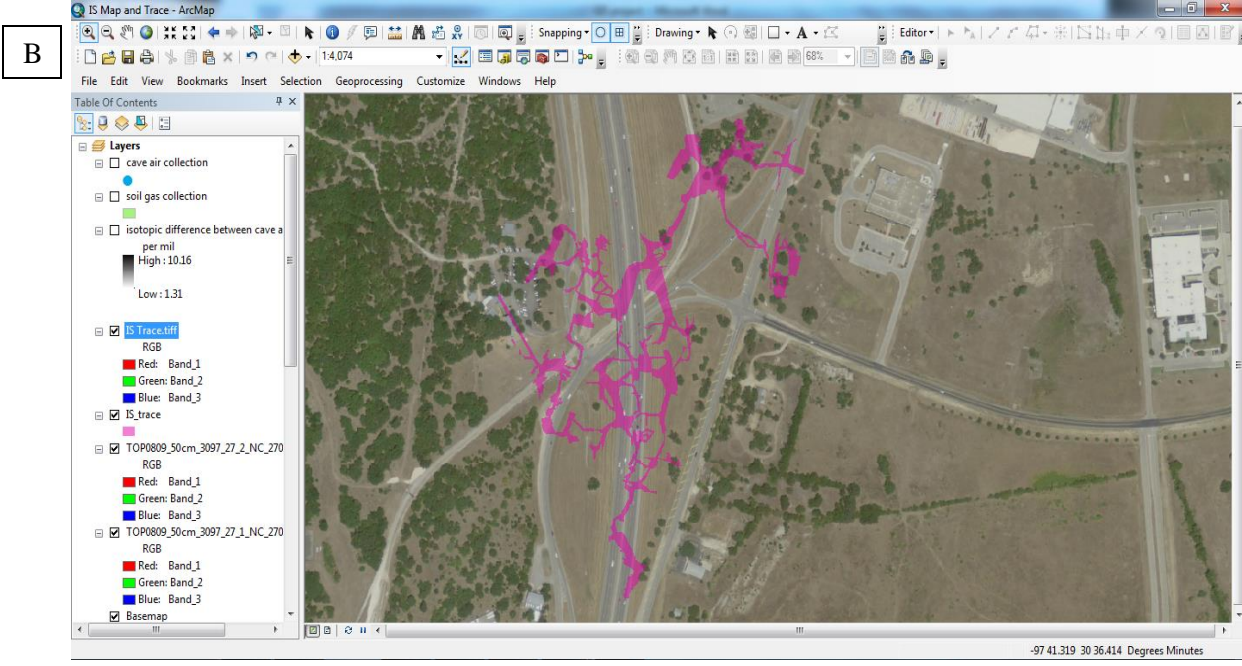 B
IS Map and Trace - ArcMap
Snapping
Drawing
A
Editor
1:4,074
68%
File Edit View Bookmarks Insert Selection Geoprocessing Customize Windows Help
Table Of Contents
Layers
cave air collection
soil gas collection
isotopic difference between cave a
per mil
High : 10.16
Low : 1.31
IS Trace.tiff
RGB
Red: Band_1
Green: Band_2
Blue: Band_3
IS_trace
TOP0809_50cm_3097_27_2_NC_270
RGB
Red: Band_1
Green: Band_2
Blue: Band_3
TOP0809_50cm_3097_27_1_NC_270
RGB
Red: Band_1
Green: Band_2
Blue: Band_3
Basemap
-97 41.319 30 36.414 Degrees Minutes